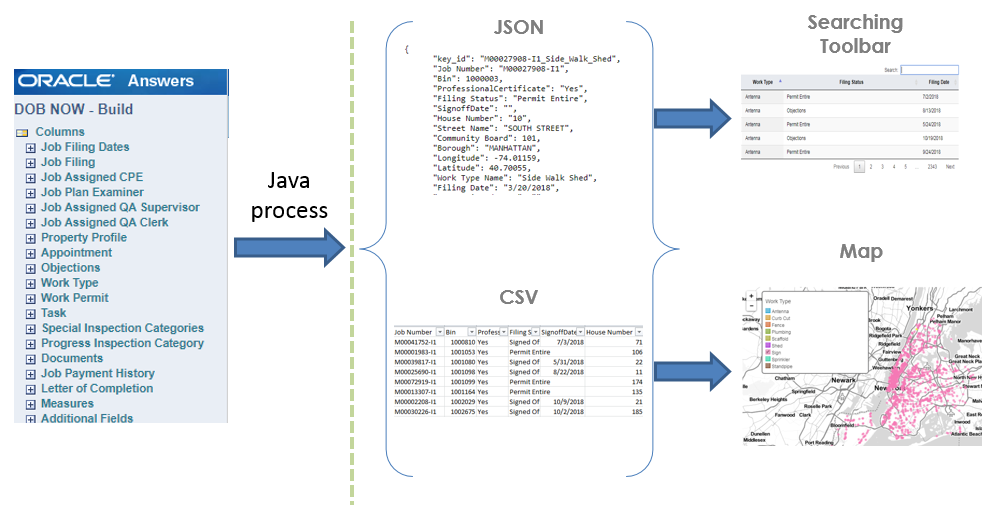 ORACLE Answers
DOB NOW - Build
Columns
Job Filing Dates
Job Filing
Job Assigned CPE
Job Plan Examiner
Job Assigned QA Supervisor
Job Assigned QA Clerk
Property Profile
Appointment
Objections
Work Type
Work Permit
Task
Special Inspection Categories
Progress Inspection Category
Documents
Job Payment History
Letter of Completion
Measures
Additional Fields
Java
process
JSON
{
"key_id": "M00027908-I1_Side_Walk_Shed",
"Job Number": "M00027908-I1",
"Bin": 1000003,
"ProfessionalCertificate": "Yes",
"Filing Status": "Permit Entire",
"SignoffDate": "",
"House Number": "10",
"Street Name": "SOUTH STREET",
"Community Board": 101,
"Borough": "MANHATTAN",
"Longitude": -74.01159,
"Latitude": 40.70055,
"Work Type Name": "Side Walk Shed",
"Filing Date": "3/20/2018",
CSV
Job Number Bin Profess Filing S SignoffDate House Number
M00041752-I1 1000810 Yes Signed Of 7/3/2018 71
M00001983-I1 1001053 Yes Permit Entire 106
M00039817-I1 1001080 Yes Signed Of 5/31/2018 22
M00025690-I1 1001098 Yes Signed Of 8/22/2018 11
M00072919-I1 1001099 Yes Permit Entire 174
M00013307-I1 1001164 Yes Permit Entire 135
M00002208-I1 1002029 Yes Signed Of 10/9/2018 21
M00030226-I1 1002675 Yes Signed Of 10/2/2018 185
Searching
Toolbar
Search:
Work Type Filing Status Filing Date
Antenna Permit Entire 7/2/2018
Antenna Objections 8/13/2018
Antenna Permit Entire 5/24/2018
Antenna Objections 10/19/2018
Antenna Permit Entire 9/24/2018
Previous 1 2 3 4 5 ... 2343 Next
Map
+
-
Work Type
Antenna
Curb Cut
Fence
Plumbing
Scaffold
Shed
Sign
Sprinkler
Standpipe
Oradell Demarest
Larchmont
Yonkers
Pelham
Pelham Manor
Rogota
Ridgefield
Fairview
Guttenberg
Weehawken
Manorhaven
Great Neck
Great Neck Plaza
Chatham
Newark
New York
Springfield
Berkeley Heights
Roselle Park
Fanwood Clark
Bloomfield
Dunellen
Middlesex
Port Reading
Inwood
Atlantic Beach